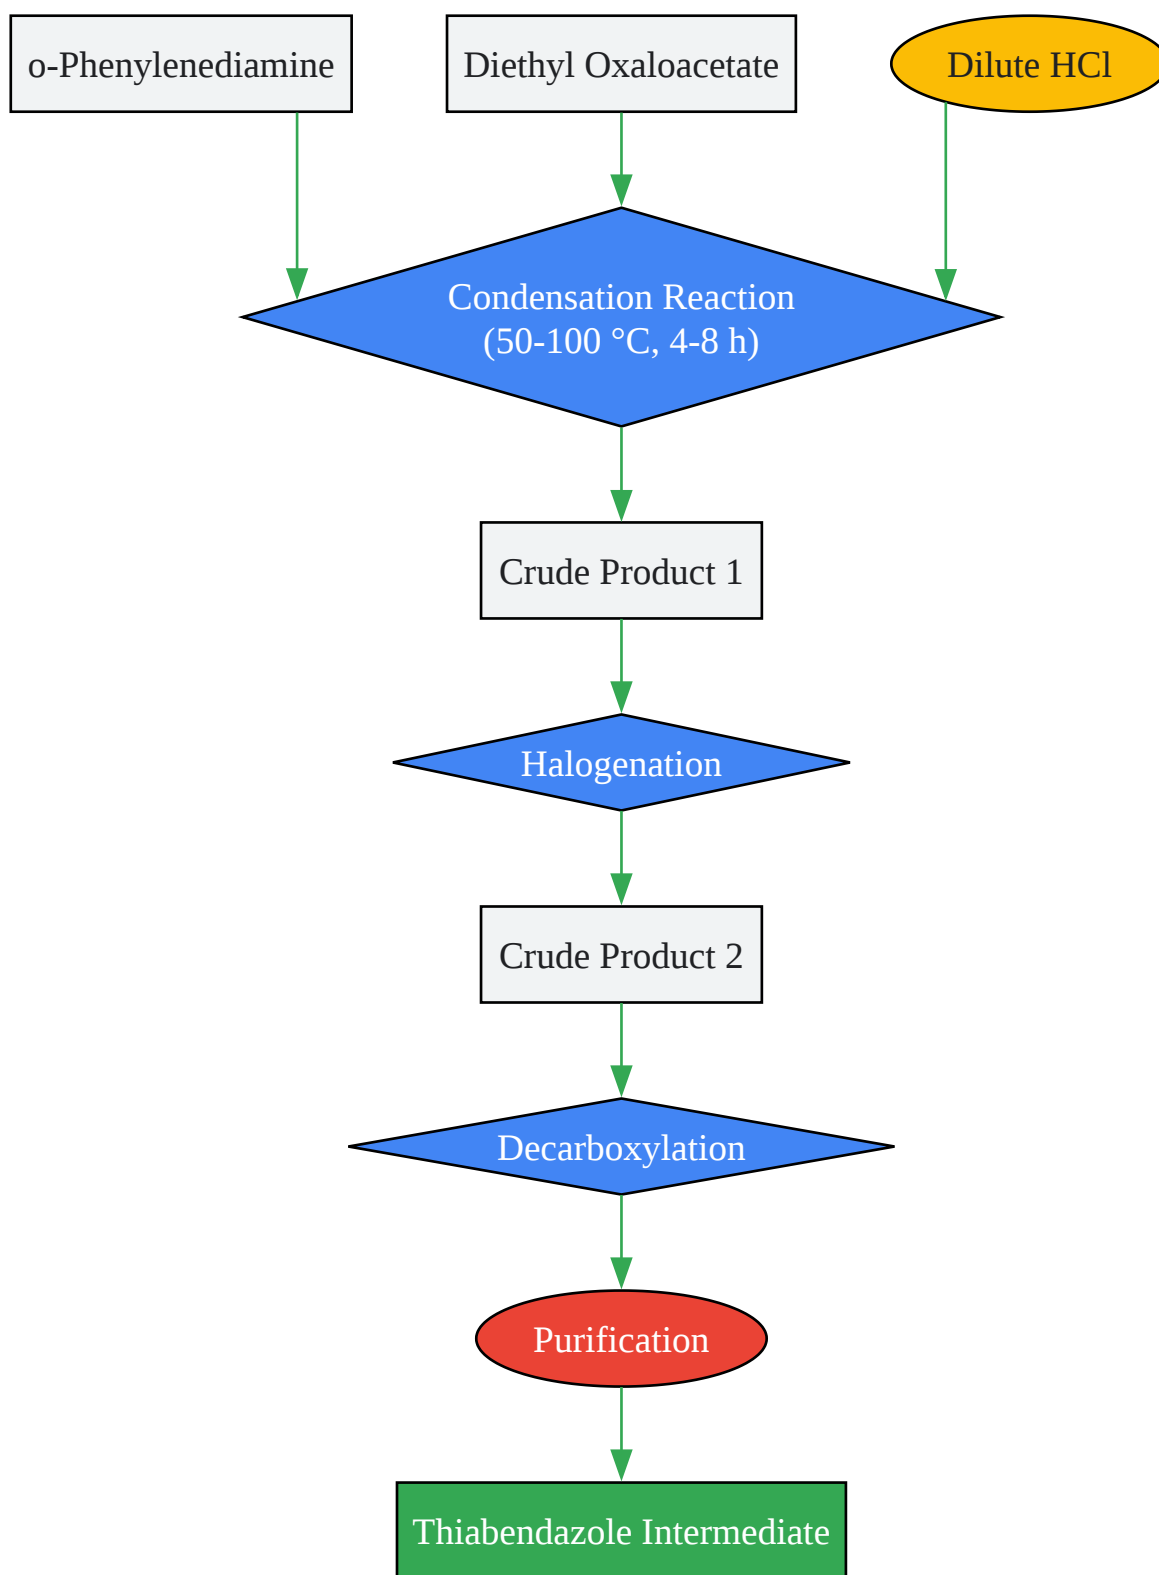 o-Phenylenediamine
Diethyl Oxaloacetate
Dilute HCl
Condensation Reaction
(50-100 °C, 4-8 h)
Crude Product 1
Halogenation
Crude Product 2
Decarboxylation
Purification
Thiabendazole Intermediate